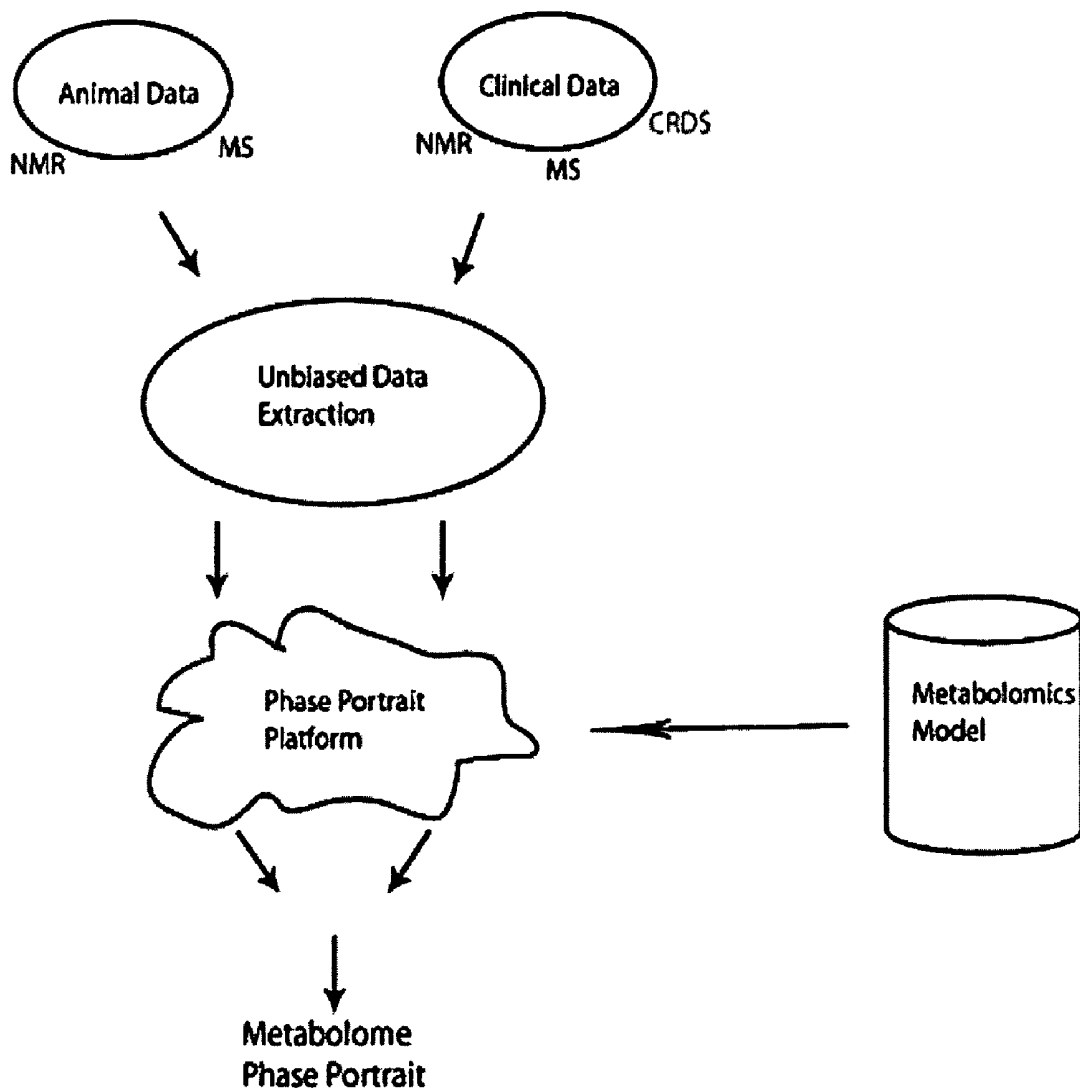 Animal Data
NMR
MS
Clinical Data
NMR
MS
CRDS
Unbiased Data
Extraction
Phase Portrait
Platform
Metabolomics
Model
Metabolome
Phase Portrait